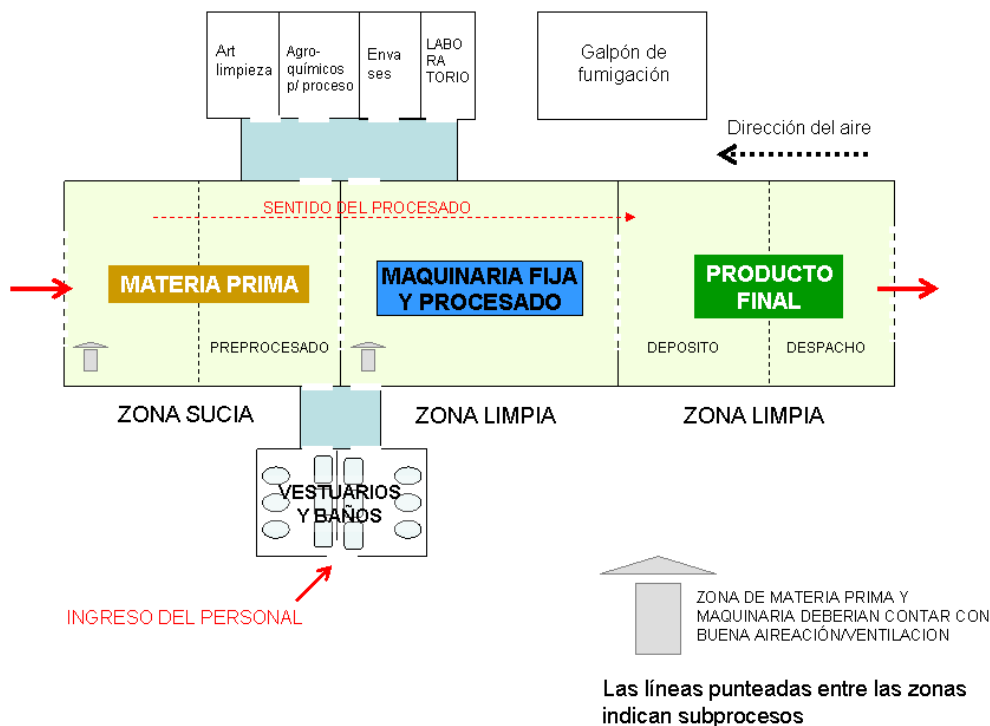 Art
limpieza
Agro-
químicos
p/ proceso
Enva
ses
LABO
RA
TORIO
Galpón de
fumigación
Dirección del aire
SENTIDO DEL PROCESADO
MATERIA PRIMA
MAQUINARIA FIJA
Y PROCESADO
PRODUCTO
FINAL
PREPROCESADO
DEPOSITO
DESPACHO
ZONA SUCIA
ZONA LIMPIA
ZONA LIMPIA
VESTUARIOS
Y BAÑOS
INGRESO DEL PERSONAL
ZONA DE MATERIA PRIMA Y
MAQUINARIA DEBERIAN CONTAR CON
BUENA AIREACIÓN/VENTILACION
Las líneas punteadas entre las zonas
indican subprocesos